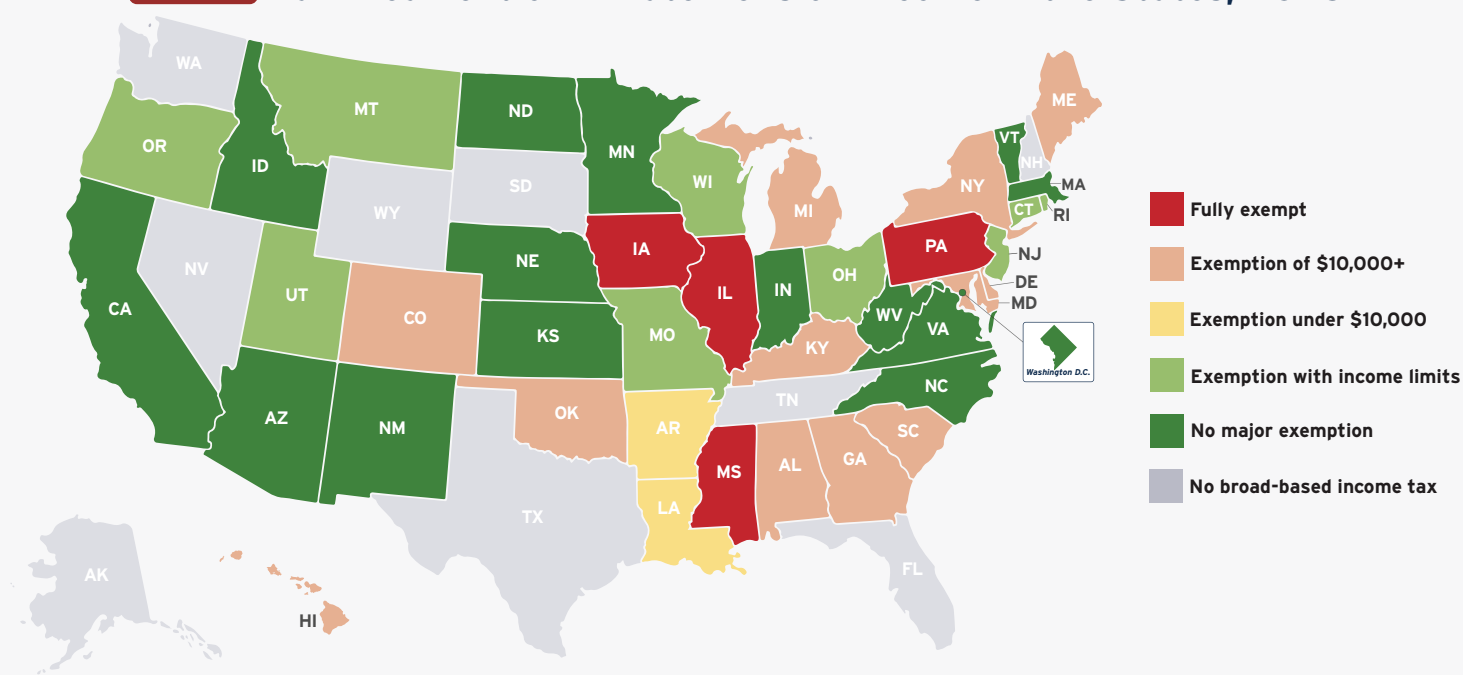 WA
MT
ND
MN
OR
ID
SD
WI
WY
MI
NY
VT
NH
ME
MA
CT
RI
NV
UT
CO
NE
IA
IL
IN
OH
PA
NJ
DE
MD
CA
KS
MO
KY
WV
VA
Washington D.C.
AZ
NM
OK
AR
TN
NC
SC
TX
LA
MS
AL
GA
FL
AK
HI
Fully exempt
Exemption of $10,000+
Exemption under $10,000
Exemption with income limits
No major exemption
No broad-based income tax